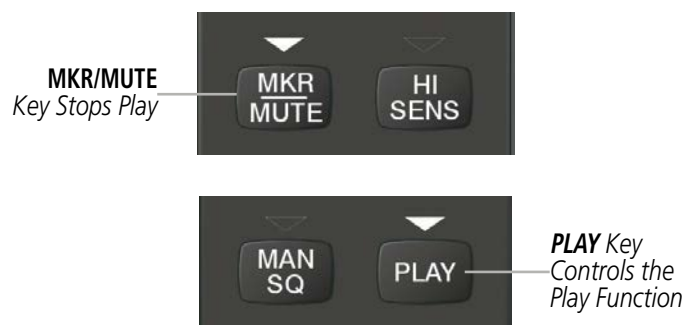 MKR/MUTE
Key Stops Play
MKR
MUTE
HI
SENS
MAN
SQ
PLAY
PLAY Key
Controls the
Play Function